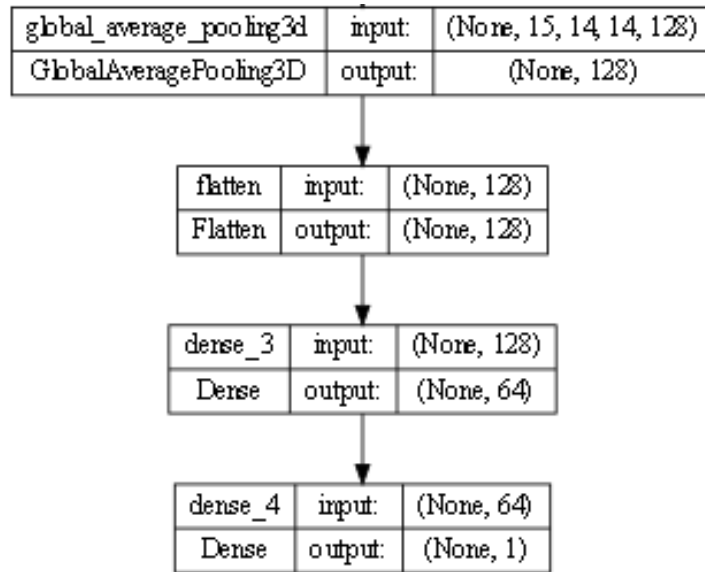 global_average_pooling3d input: (None, 15, 14, 14, 128)
GlobalAveragePooling3D output: (None, 128)
flatten input: (None, 128)
Flatten output: (None, 128)
dense_3 input: (None, 128)
Dense output: (None, 64)
dense_4 input: (None, 64)
Dense output: (None, 1)